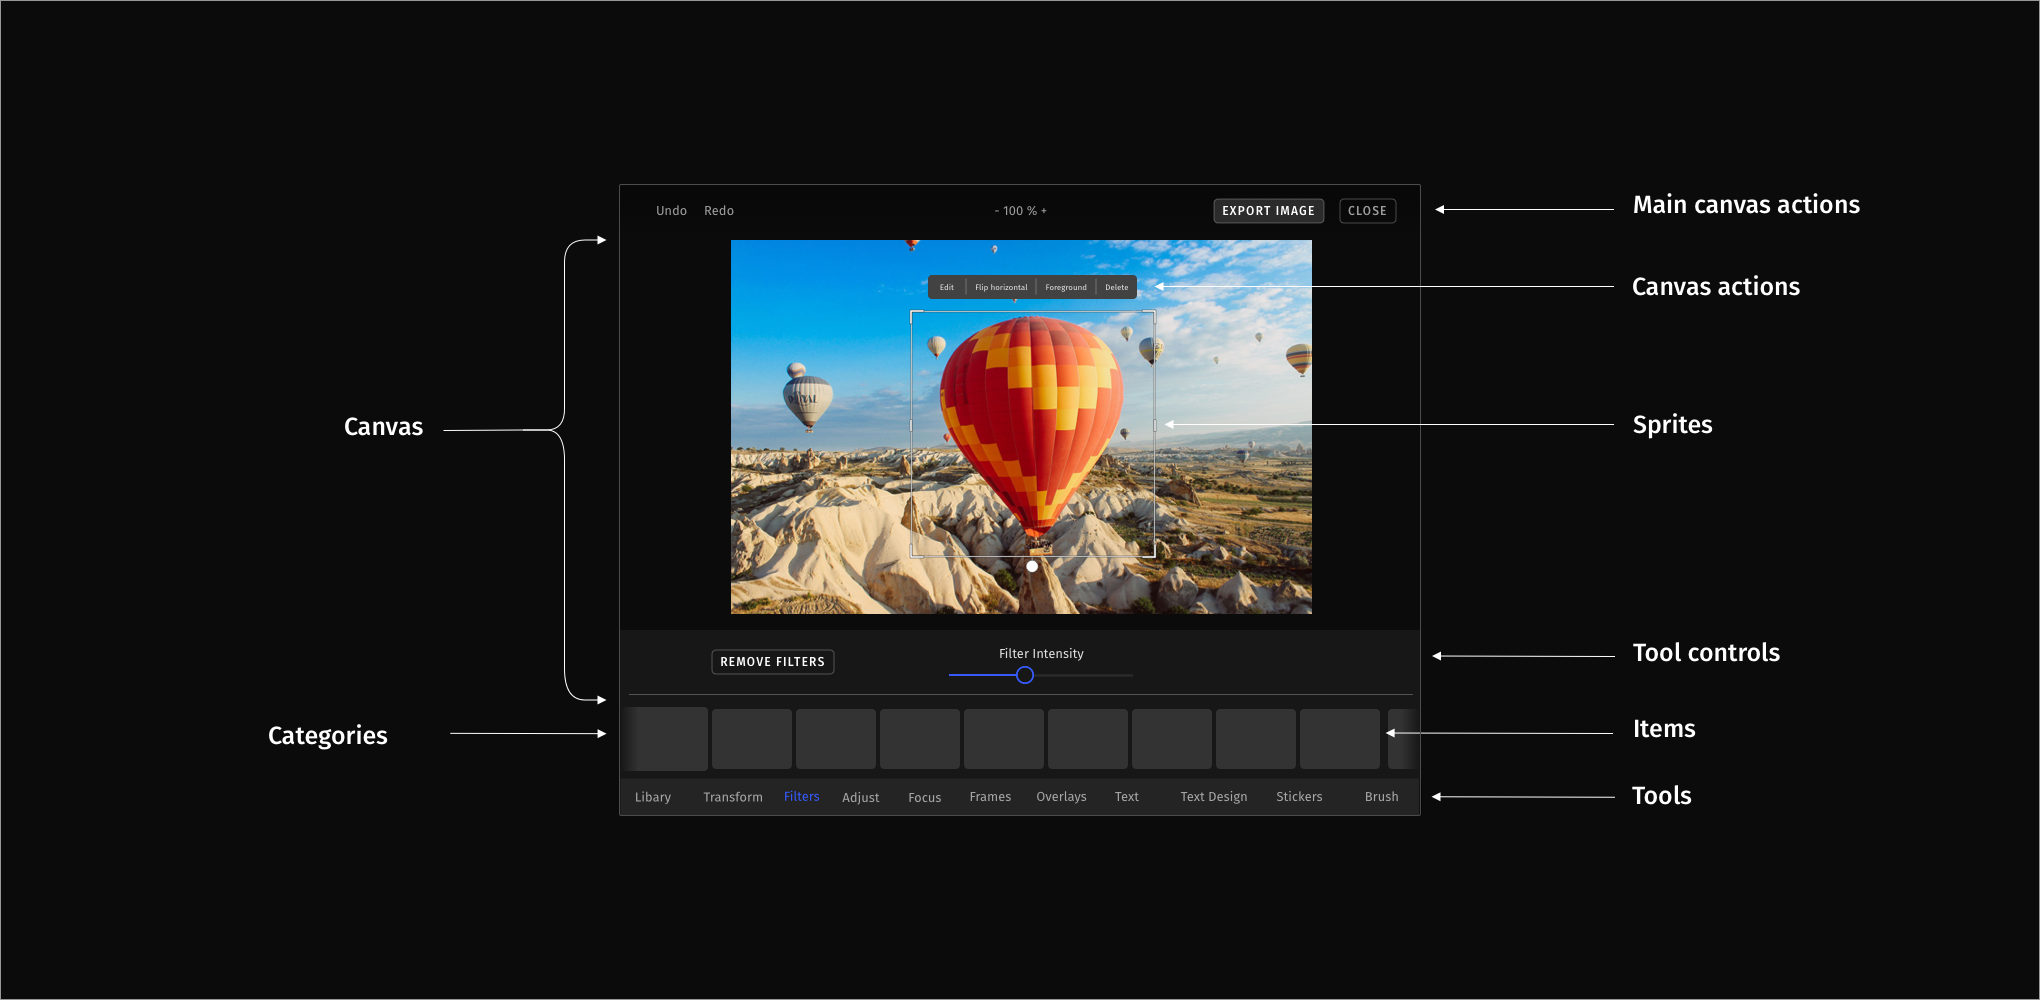 Undo Redo - 100 % + EXPORT IMAGE CLOSE
Main canvas actions
Edit Flip horizontal Foreground Delete
Canvas actions
Sprites
Canvas
Filter Intensity
REMOVE FILTERS
Tool controls
Categories
Items
Libary Transform Filters Adjust Focus Frames Overlays Text Text Design Stickers Brush
Tools